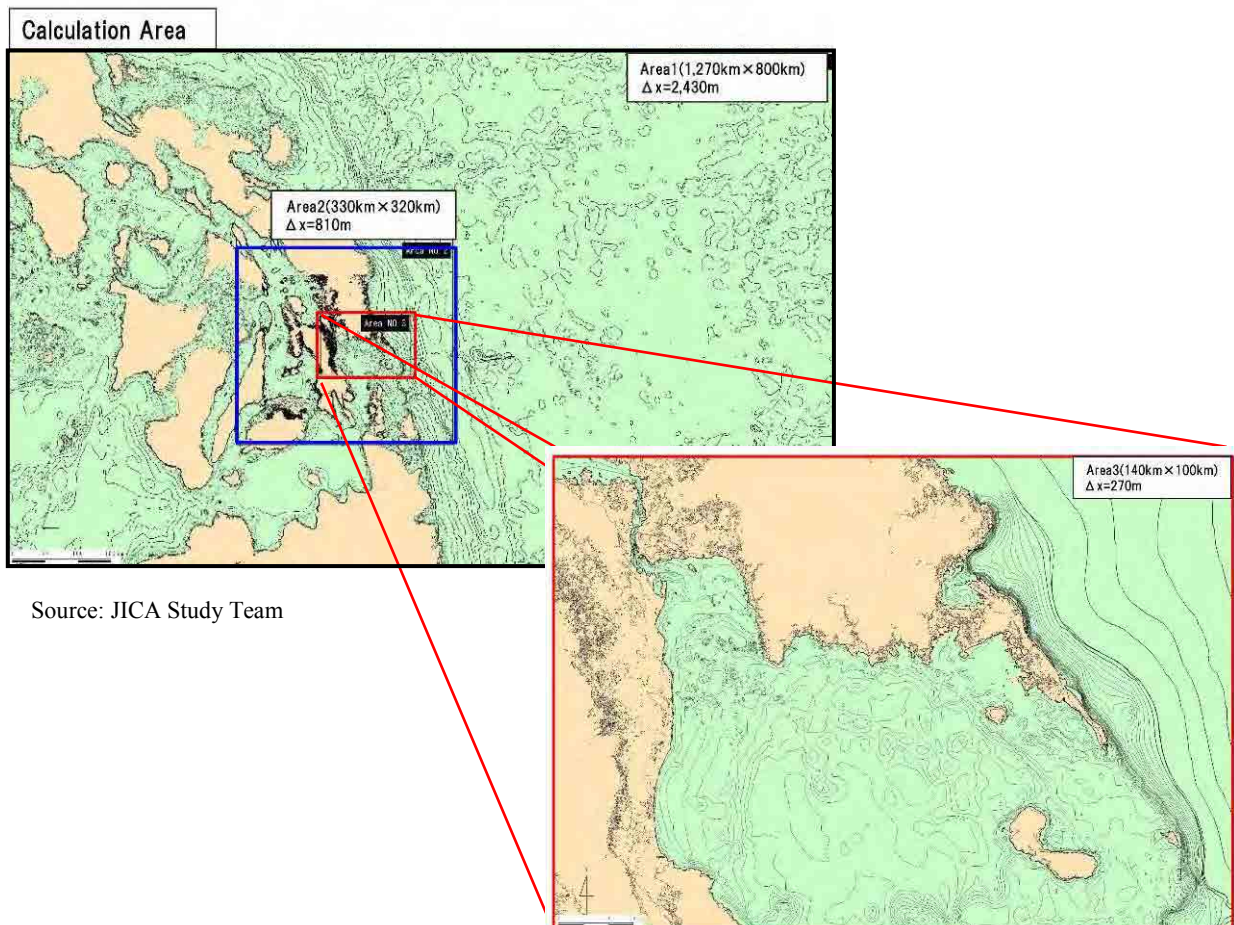 Calculation Area
Area1(1,270km×800km)
Δx=2,430m
Area2(330km×320km)
Δx=810m
Area NO 2
Area NO 3
Area3(140km×100km)
Δx=270m
Source: JICA Study Team